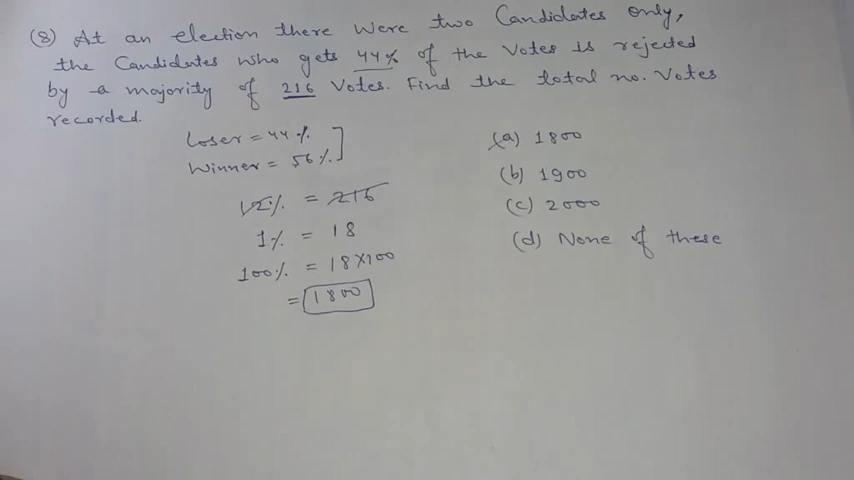 (8) At an election there were two Candidates only,
the Candidates who gets 44% of the Votes is rejected
by a majority of 216 Votes. Find the total no. Votes
recorded.
Loser = 44%
Winner = 56%
12% = 216
1% = 18
100% = 18×100
= 1800
(a) 1800
(b) 1900
(c) 2000
(d) None of these